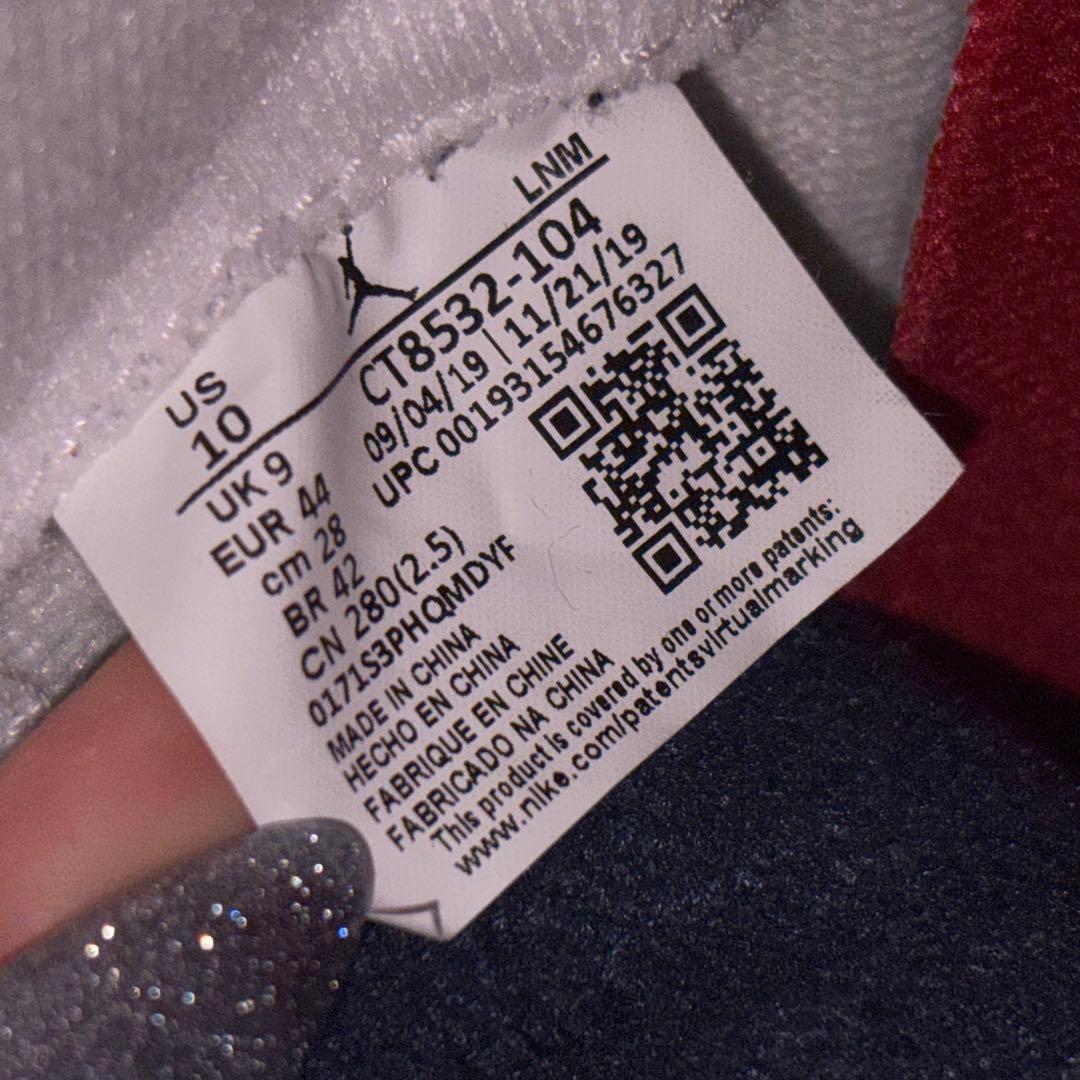 LNM
US
10
UK 9
EUR 44
cm 28
BR 42
CN 280(2.5)
CT8532-104
09/04/19 | 11/21/19
UPC 00193154676327
0171S3PHQMDYF
MADE IN CHINA
HECHO EN CHINA
FABRIQUE EN CHINE
FABRICADO NA CHINA
This product is covered by one or more patents:
www.nike.com/patentsvirtualmarking